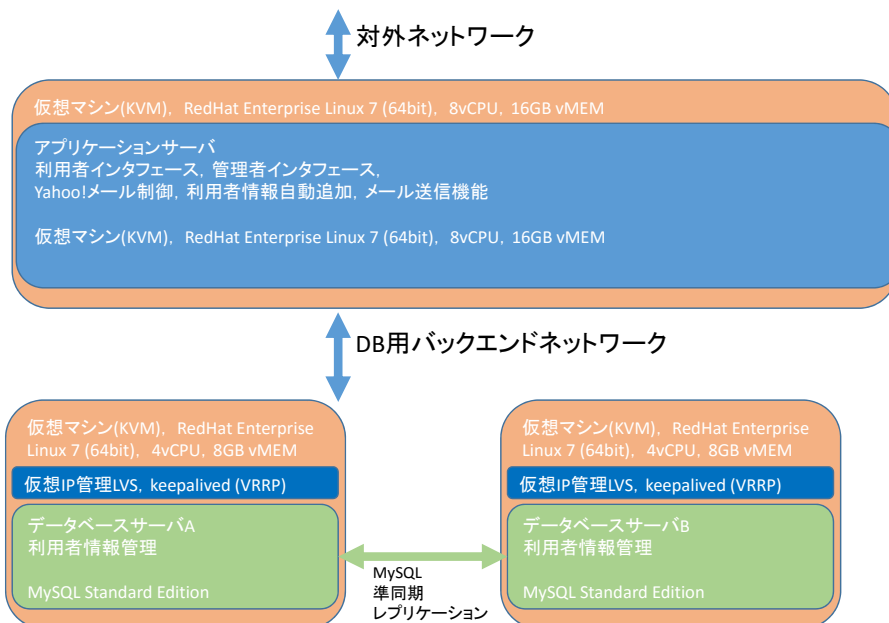 対外ネットワーク
仮想マシン(KVM), RedHat Enterprise Linux 7 (64bit), 8vCPU, 16GB vMEM
アプリケーションサーバ
利用者インタフェース, 管理者インタフェース,
Yahoo!メール制御, 利用者情報自動追加, メール送信機能
仮想マシン(KVM), RedHat Enterprise Linux 7 (64bit), 8vCPU, 16GB vMEM
DB用バックエンドネットワーク
仮想マシン(KVM), RedHat Enterprise
Linux 7 (64bit), 4vCPU, 8GB vMEM
仮想IP管理LVS, keepalived (VRRP)
データベースサーバA
利用者情報管理
MySQL Standard Edition
MySQL
準同期
レプリケーション
仮想マシン(KVM), RedHat Enterprise
Linux 7 (64bit), 4vCPU, 8GB vMEM
仮想IP管理LVS, keepalived (VRRP)
データベースサーバB
利用者情報管理
MySQL Standard Edition